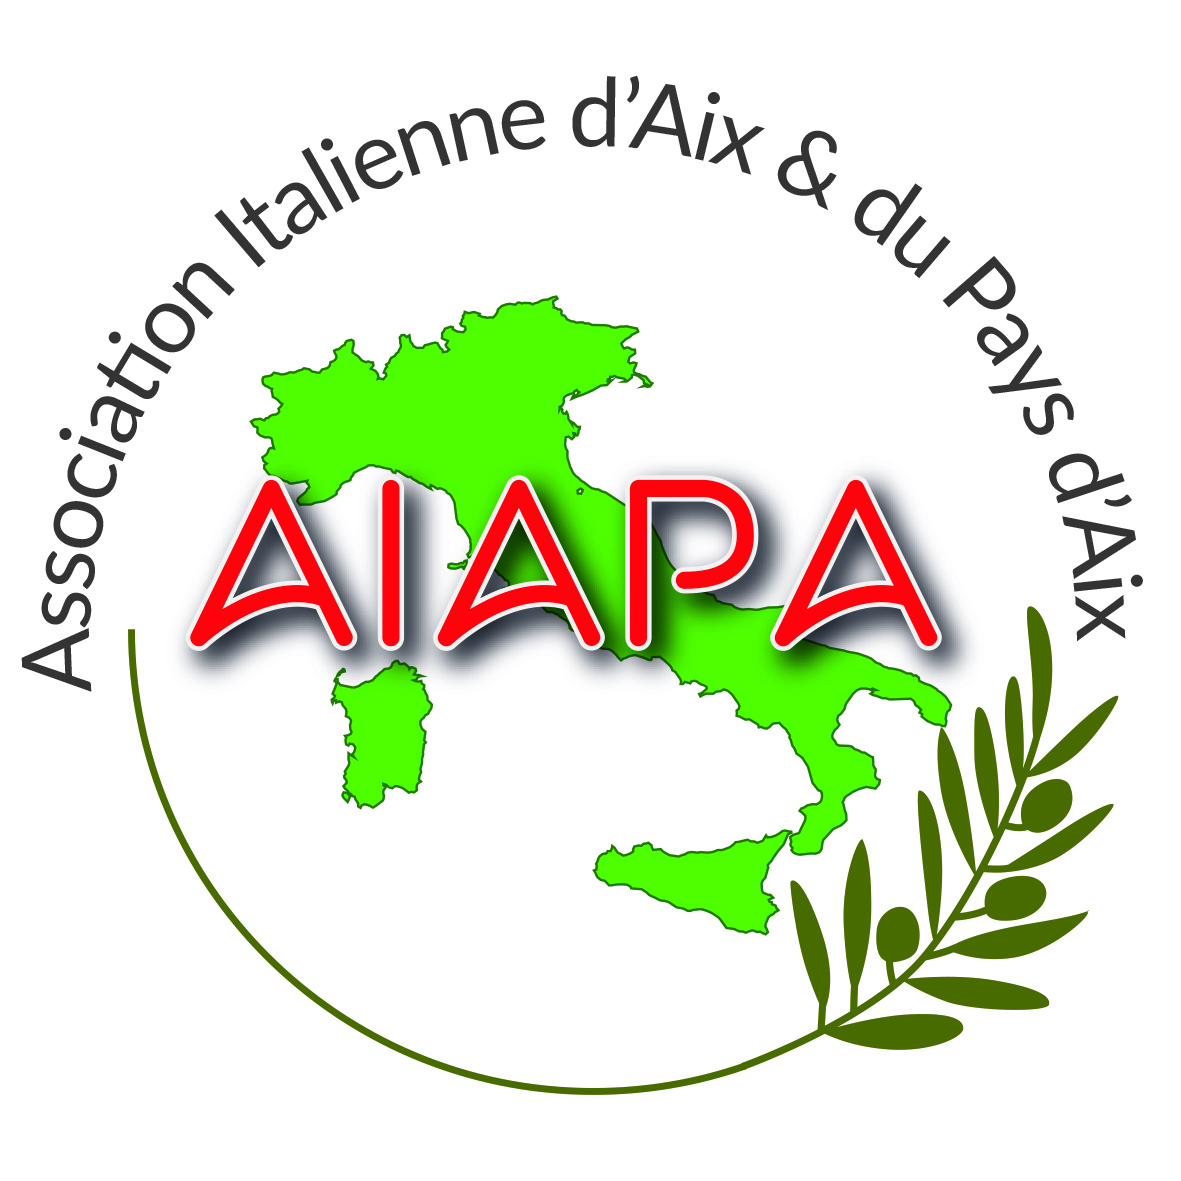 Association Italienne d’Aix & du Pays d’Aix
AIAPA